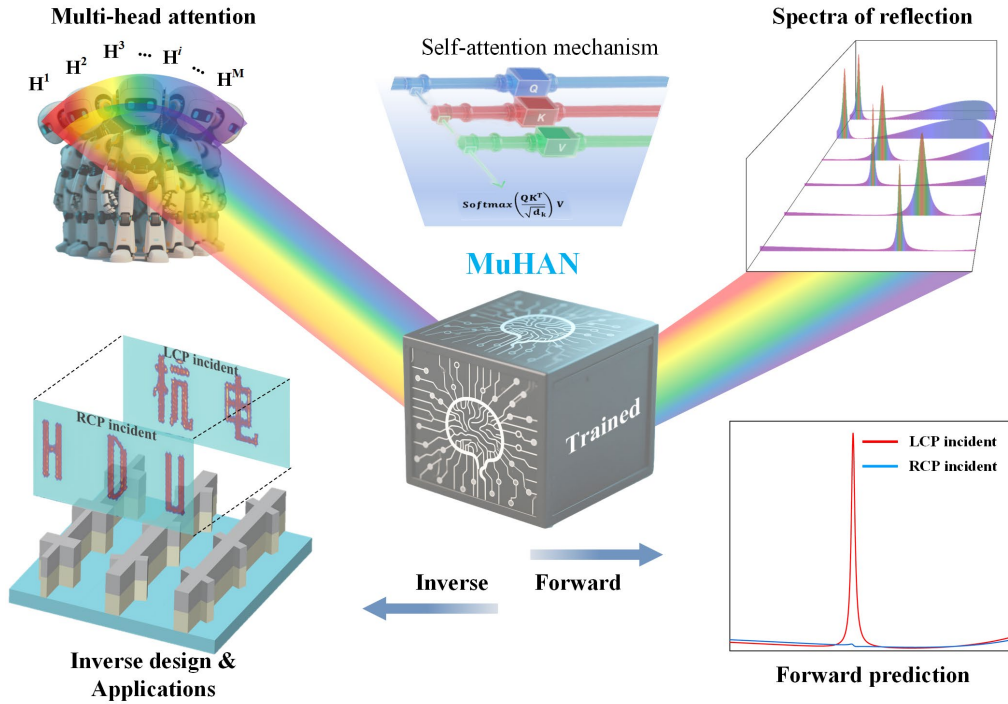 Multi-head attention
H¹ H² H³ ... Hⁱ ... Hᴹ
Self-attention mechanism
Q
K
V
Softmax(QKᵀ/√dₖ) V
Spectra of reflection
MuHAN
Trained
LCP incident
杭电
RCP incident
H D U
Inverse
Forward
Inverse design &
Applications
LCP incident
RCP incident
Forward prediction